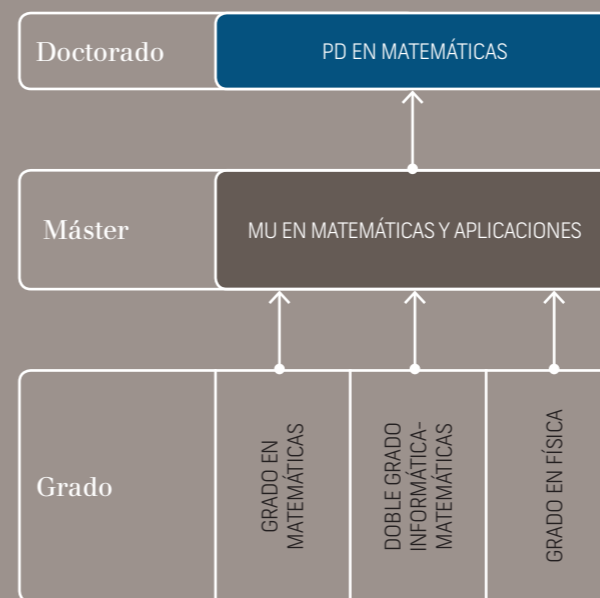 Doctorado
PD EN MATEMÁTICAS
Máster
MU EN MATEMÁTICAS Y APLICACIONES
Grado
GRADO EN
MATEMÁTICAS
DOBLE GRADO
INFORMÁTICA-
MATEMÁTICAS
GRADO EN FÍSICA